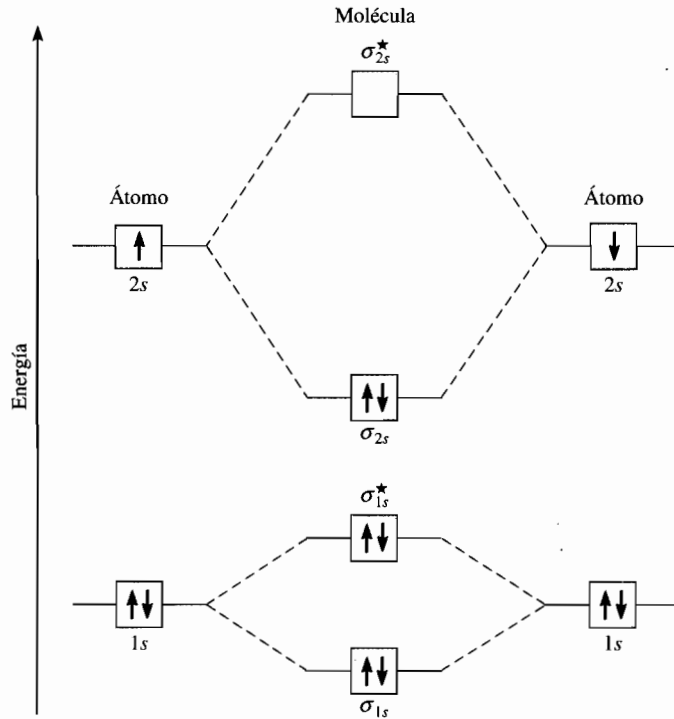 Molécula
σ★2s
Átomo
Átomo
2s
2s
Energía
σ2s
σ★1s
1s
1s
σ1s